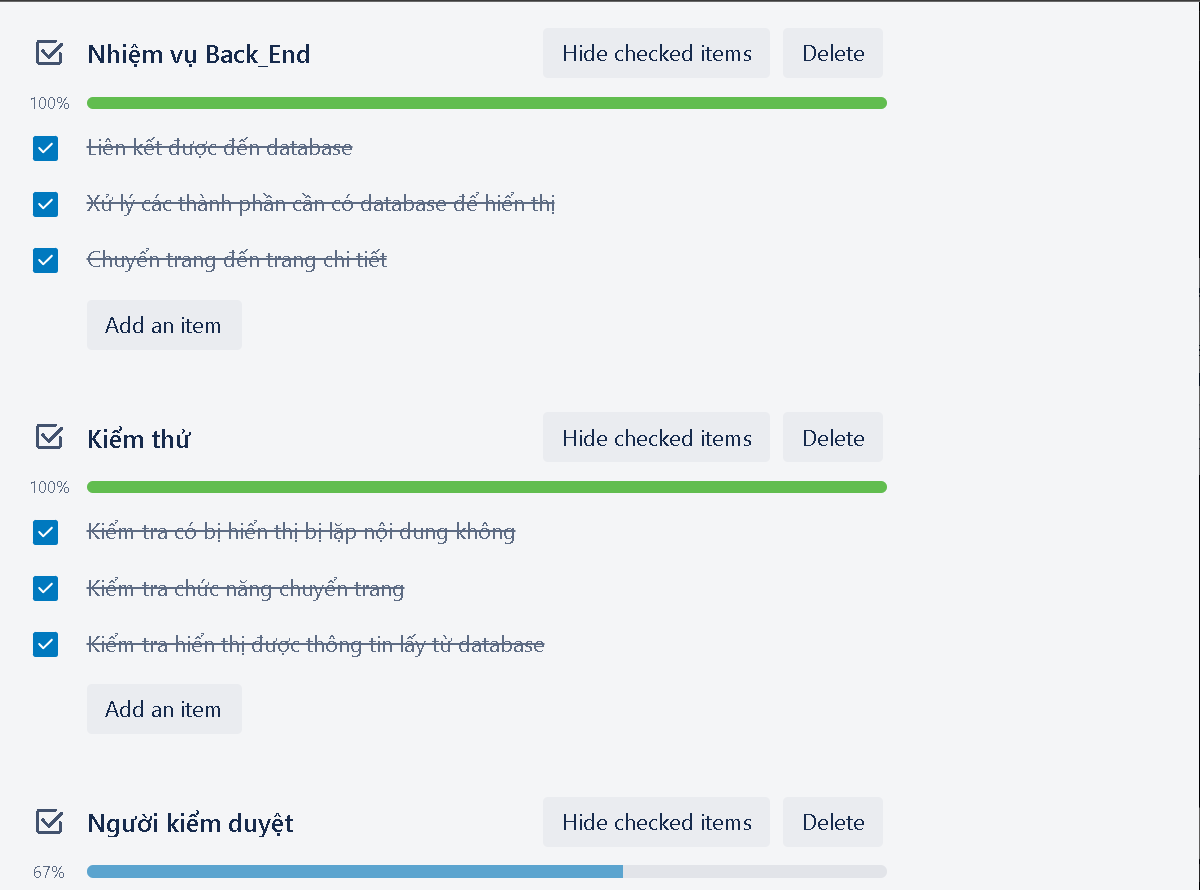 Nhiệm vụ Back_End Hide checked items Delete
100%
Liên kết được đến database
Xử lý các thành phần cần có database để hiển thị
Chuyển trang đến trang chi tiết
Add an item
Kiểm thử Hide checked items Delete
100%
Kiểm tra có bị hiển thị bị lặp nội dung không
Kiểm tra chức năng chuyển trang
Kiểm tra hiển thị được thông tin lấy từ database
Add an item
Người kiểm duyệt Hide checked items Delete
67%